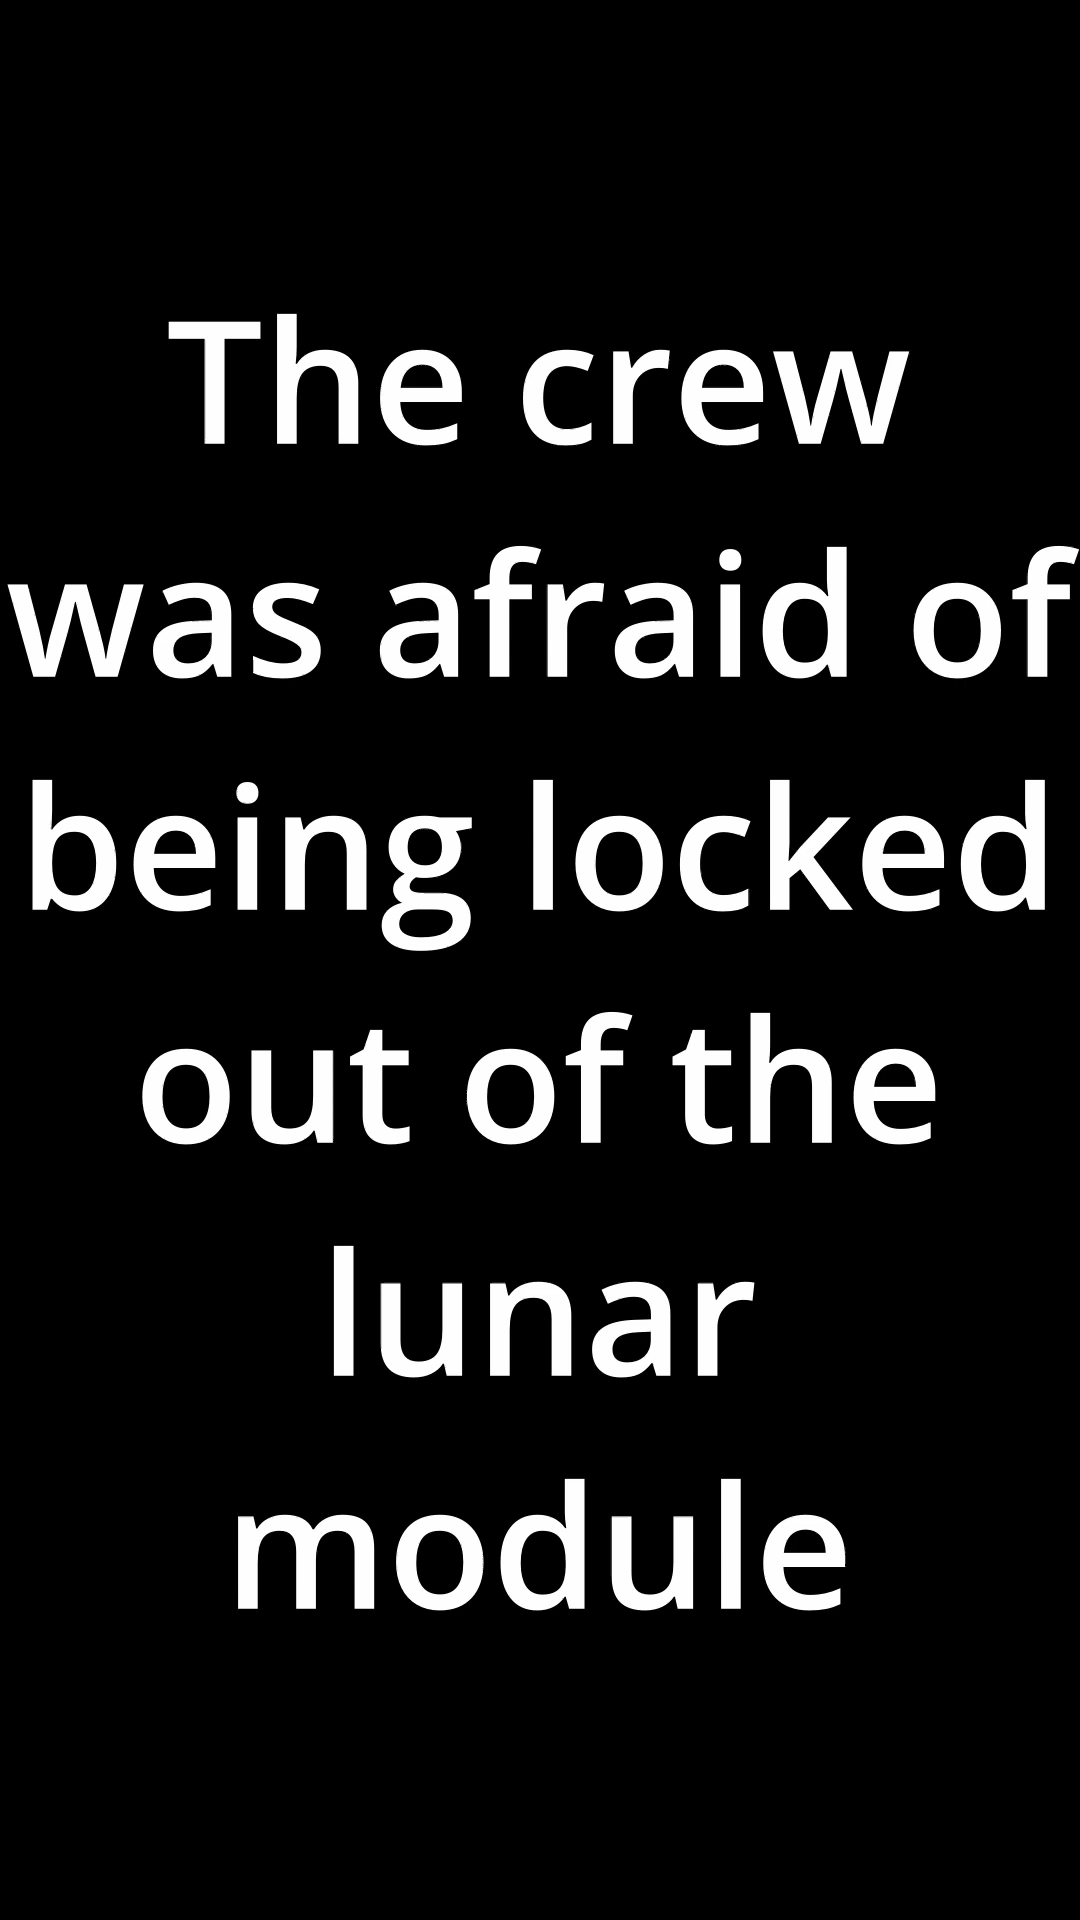 The crew
was afraid of
being locked
out of the
lunar
module